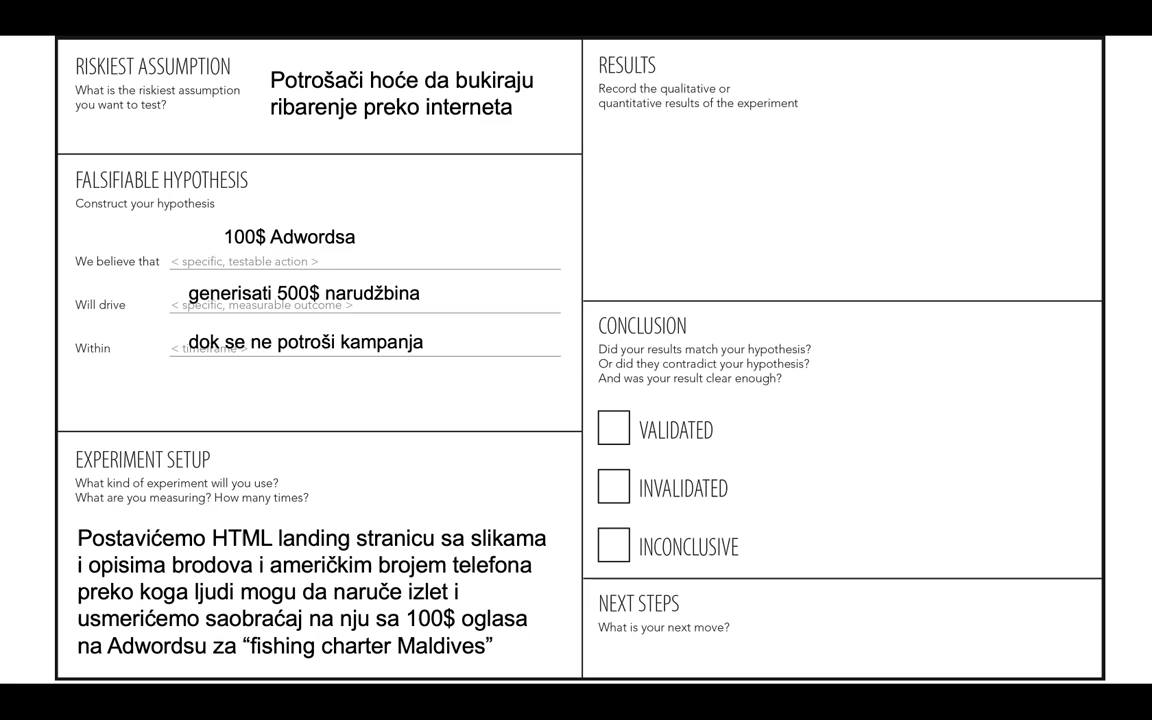 RISKIEST ASSUMPTION
What is the riskiest assumption
you want to test?
Potrošači hoće da bukiraju
ribarenje preko interneta
FALSIFIABLE HYPOTHESIS
Construct your hypothesis
100$ Adwordsa
We believe that < specific, testable action >
generisati 500$ narudžbina
Will drive < specific, measurable outcome >
dok se ne potroši kampanja
Within < timeframe >
EXPERIMENT SETUP
What kind of experiment will you use?
What are you measuring? How many times?
Postavićemo HTML landing stranicu sa slikama
i opisima brodova i američkim brojem telefona
preko koga ljudi mogu da naruče izlet i
usmerićemo saobraćaj na nju sa 100$ oglasa
na Adwordsu za “fishing charter Maldives”
RESULTS
Record the qualitative or
quantitative results of the experiment
CONCLUSION
Did your results match your hypothesis?
Or did they contradict your hypothesis?
And was your result clear enough?
VALIDATED
INVALIDATED
INCONCLUSIVE
NEXT STEPS
What is your next move?